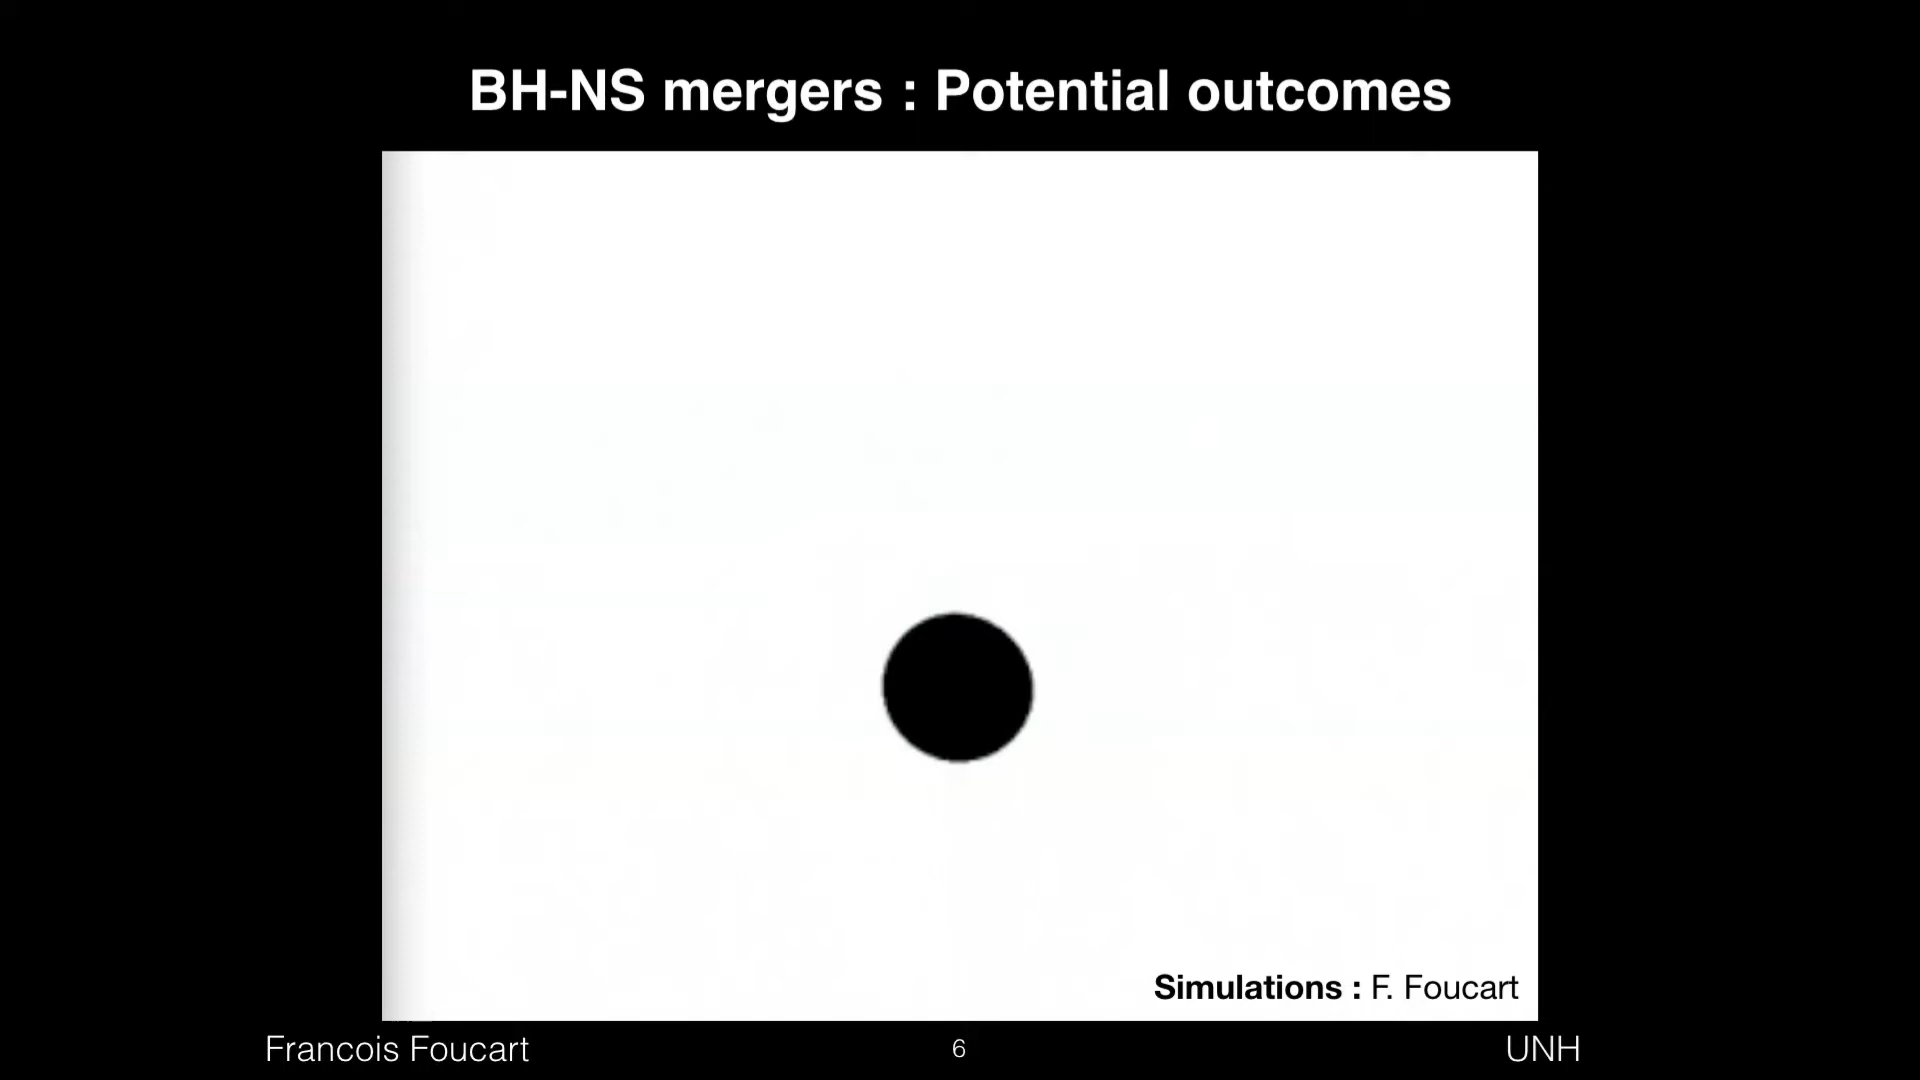 BH-NS mergers : Potential outcomes
Simulations : F. Foucart
Francois Foucart
6
UNH